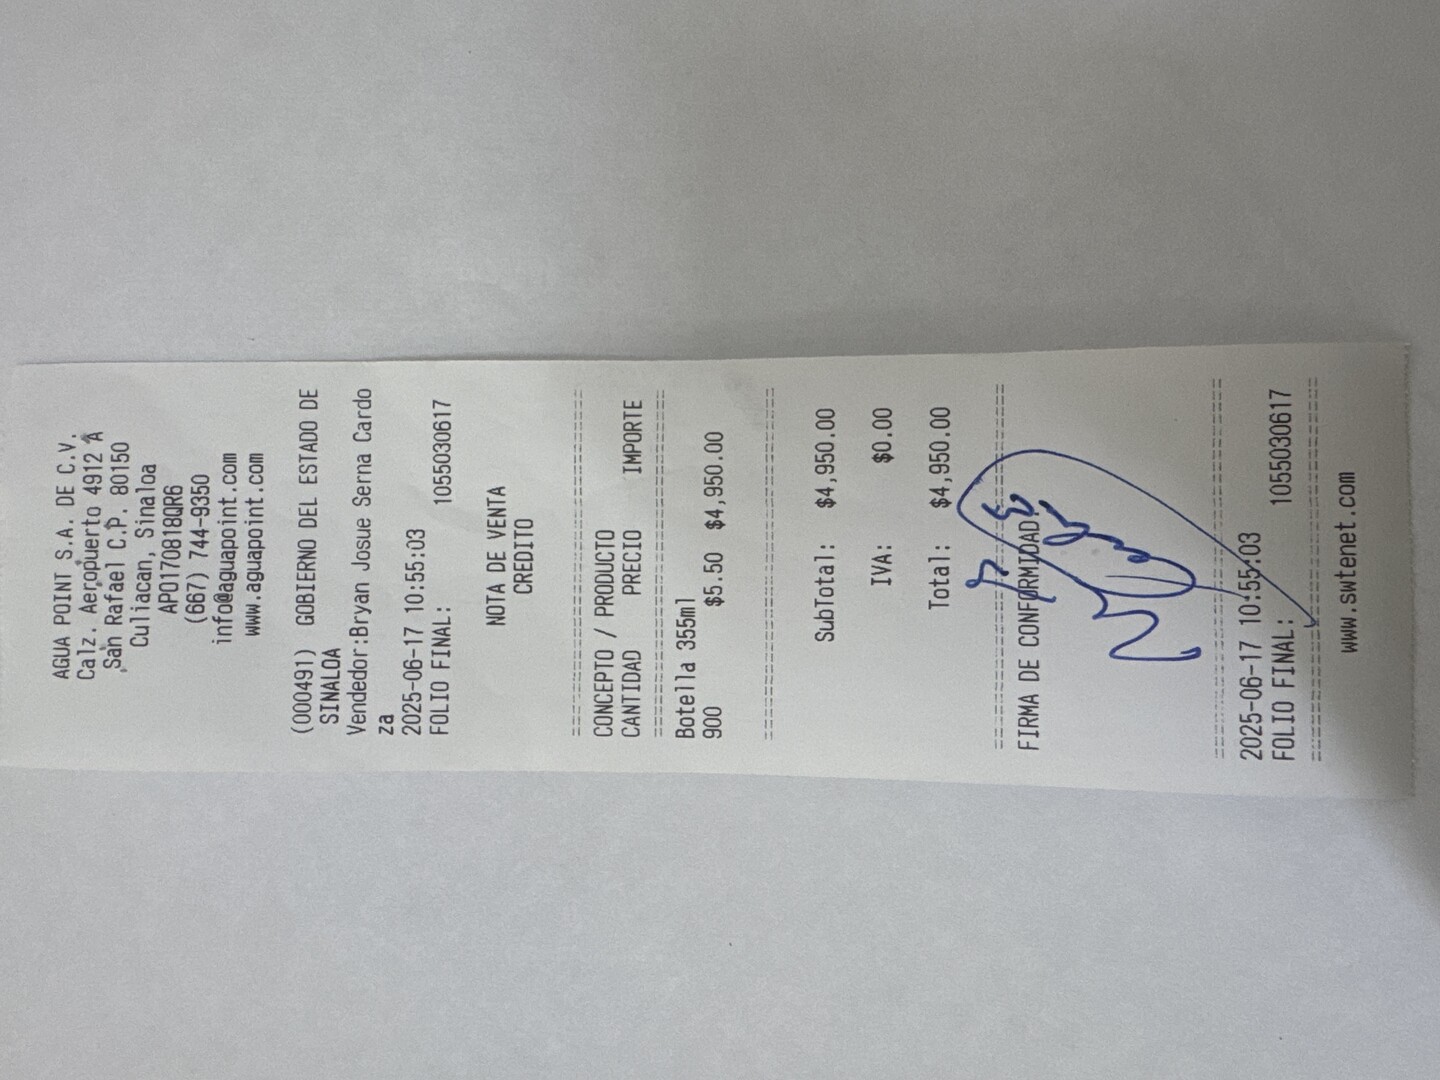 AGUA POINT S.A. DE C.V.
Calz. Aeropuerto 4912 A
San Rafael C.P. 80150
Culiacan, Sinaloa
APO170818QR6
(667) 744-9350
info@aguapoint.com
www.aguapoint.com
(000491) GOBIERNO DEL ESTADO DE
SINALOA
Vendedor:Bryan Josue Serna Cardo
za
2025-06-17 10:55:03
FOLIO FINAL: 1055030617
NOTA DE VENTA
CREDITO
CONCEPTO / PRODUCTO
CANTIDAD PRECIO IMPORTE
Botella 355ml
900 $5.50 $4,950.00
SubTotal: $4,950.00
IVA: $0.00
Total: $4,950.00
FIRMA DE CONFORMIDAD:
2025-06-17 10:55:03
FOLIO FINAL: 1055030617
www.swtenet.com